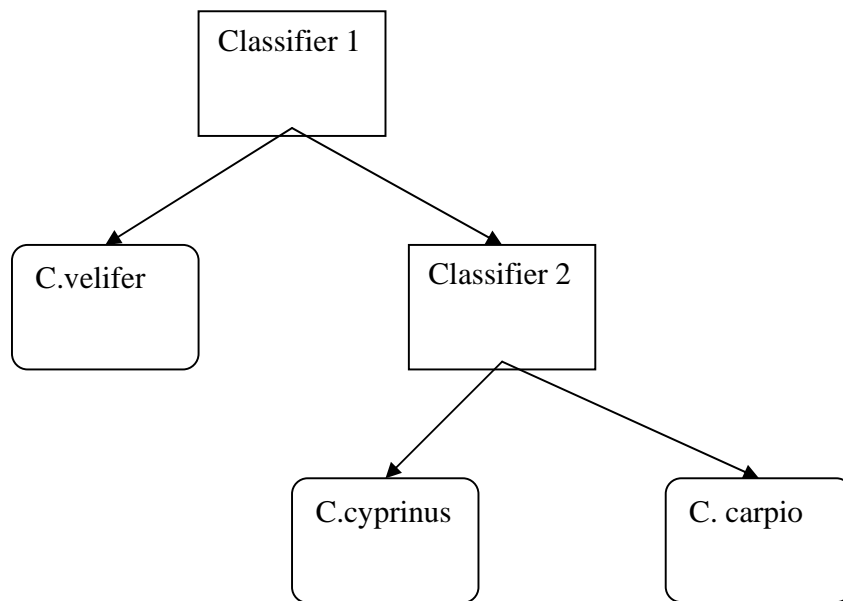 Classifier 1
C.velifer
Classifier 2
C.cyprinus
C. carpio